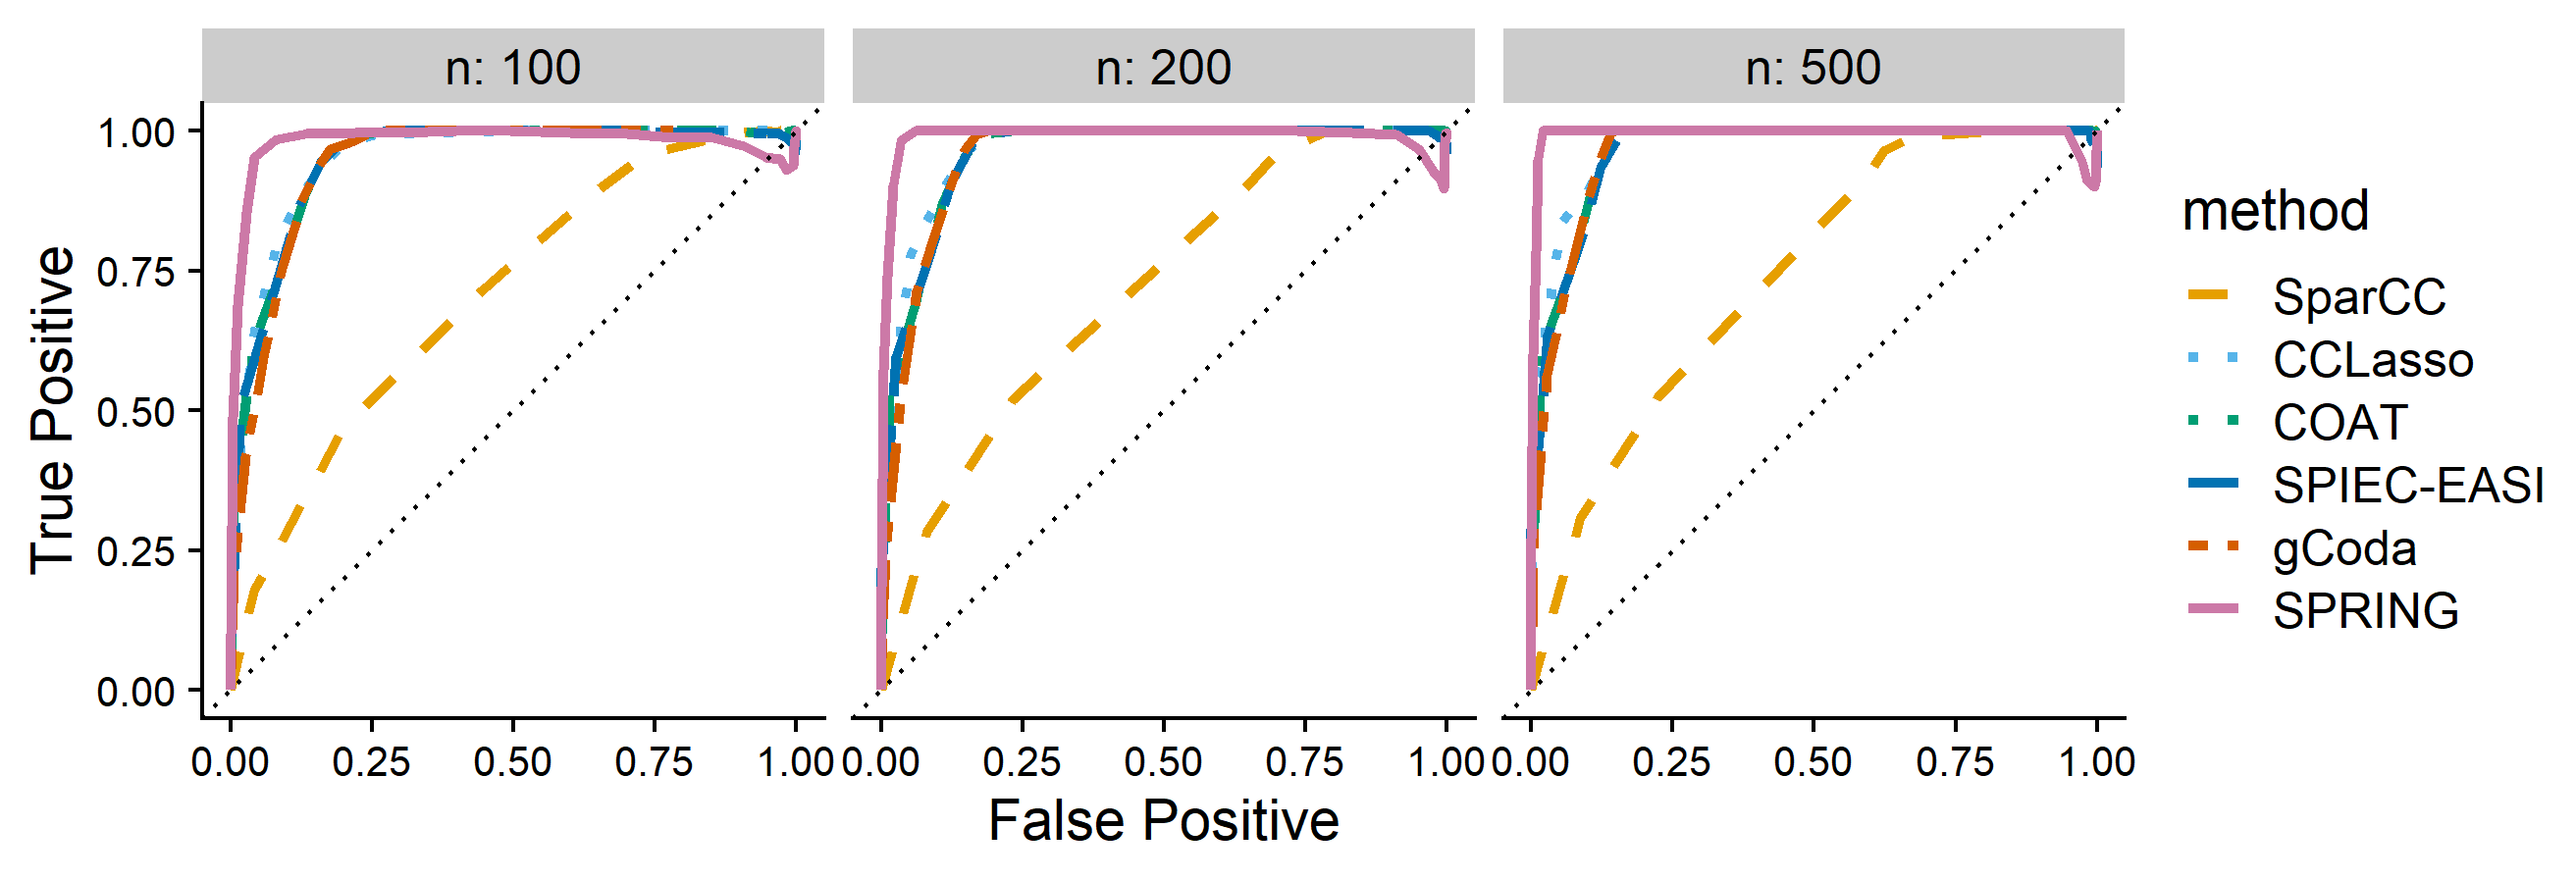 n: 100
n: 200
n: 500
True Positive
1.00
0.75
0.50
0.25
0.00
0.00 0.25 0.50 0.75 1.00
0.00 0.25 0.50 0.75 1.00
0.00 0.25 0.50 0.75 1.00
False Positive
method
SparCC
CCLasso
COAT
SPIEC-EASI
gCoda
SPRING